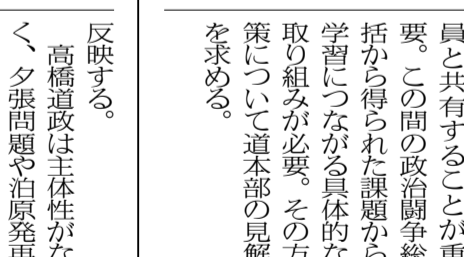 員と共有することが重
要。この間の政治闘争総
括から得られた課題から
学習につながる具体的な
取り組みが必要。その方
策について道本部の見解
を求める。
反映する。
高橋道政は主体性がな
く、夕張問題や泊原発再